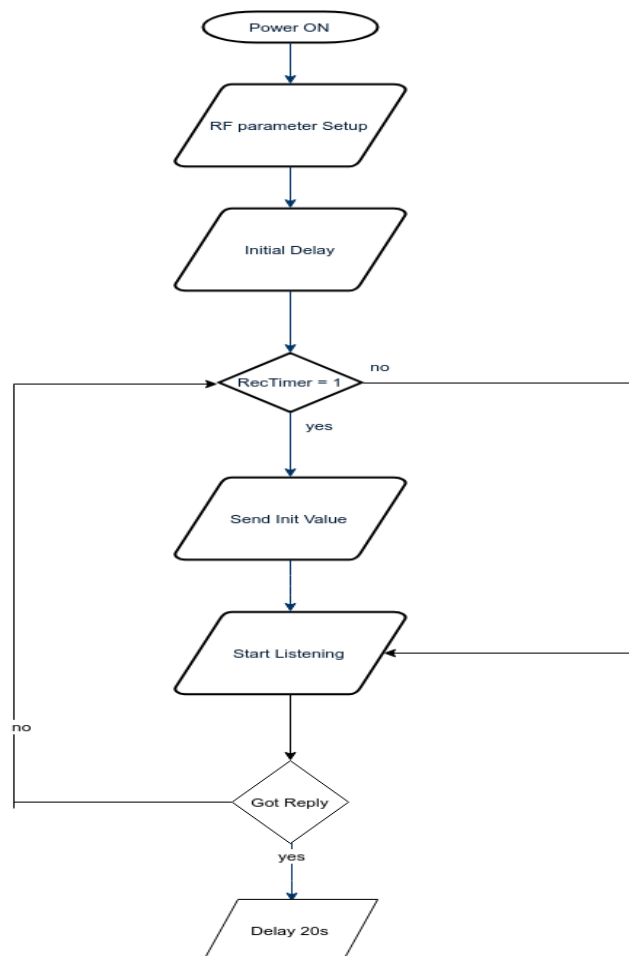 Power ON
RF parameter Setup
Initial Delay
RecTimer = 1
no
yes
Send Init Value
Start Listening
no
Got Reply
yes
Delay 20s